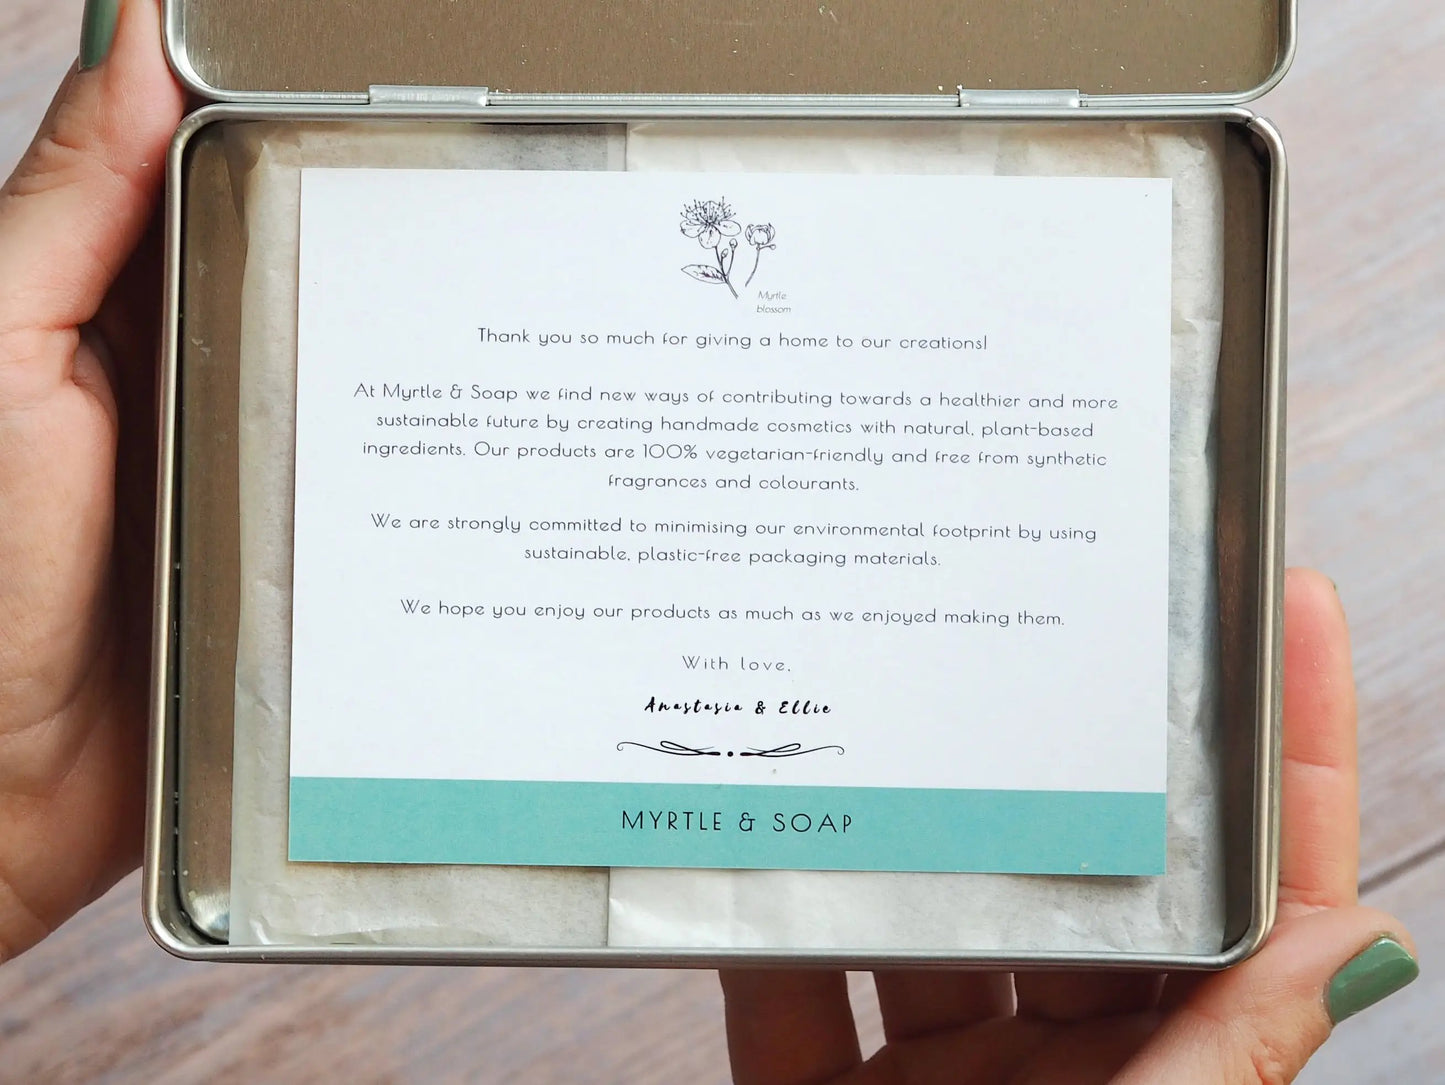 Myrtle
blossom
Thank you so much for giving a home to our creations!
At Myrtle & Soap we find new ways of contributing towards a healthier and more
sustainable future by creating handmade cosmetics with natural, plant-based
ingredients. Our products are 100% vegetarian-friendly and free from synthetic
fragrances and colourants.
We are strongly committed to minimising our environmental footprint by using
sustainable, plastic-free packaging materials.
We hope you enjoy our products as much as we enjoyed making them.
With love,
Anastasia & Ellie
MYRTLE & SOAP